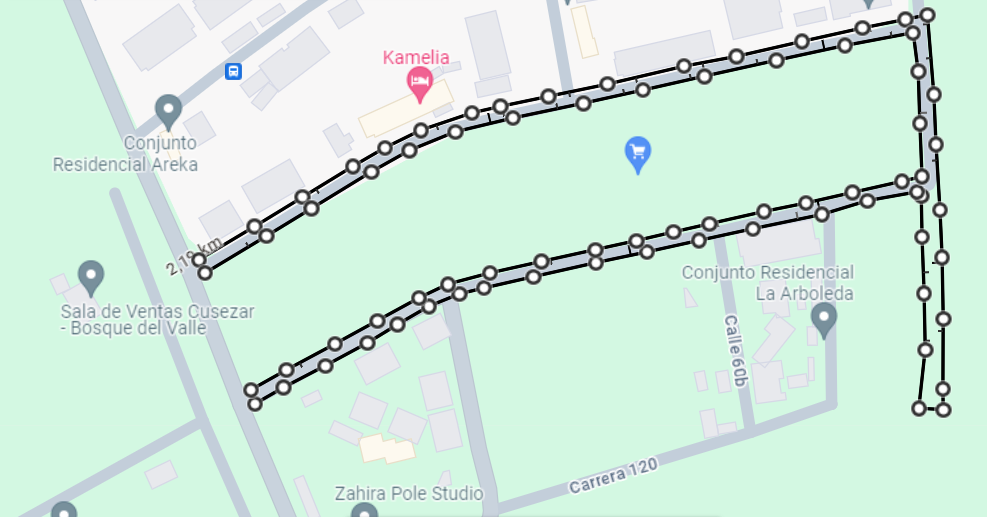 Kamelia
Conjunto
Residencial Areka
2,19 km
Sala de Ventas Cusezar
- Bosque del Valle
Conjunto Residencial
La Arboleda
Calle 60b
Carrera 120
Zahira Pole Studio